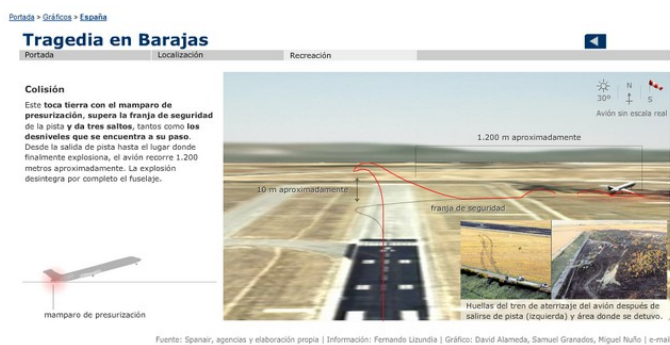 Portada > Gráficos > España
Tragedia en Barajas
Portada
Localización
Recreación
Colisión
Este toca tierra con el mamparo de
presurización, supera la franja de seguridad
de la pista y da tres saltos, tantos como los
desniveles que se encuentra a su paso.
Desde la salida de pista hasta el lugar donde
finalmente explosiona, el avión recorre 1.200
metros aproximadamente. La explosión
desintegra por completo el fuselaje.
mamparo de presurización
30º
N
S
Avión sin escala real
1.200 m aproximadamente
10 m aproximadamente
franja de seguridad
Huellas del tren de aterrizaje del avión después de
salirse de pista (izquierda) y área donde se detuvo.
Fuente: Spanair, agencias y elaboración propia | Información: Fernando Lizundia | Gráfico: David Alameda, Samuel Granados, Miguel Nuño | e-ma